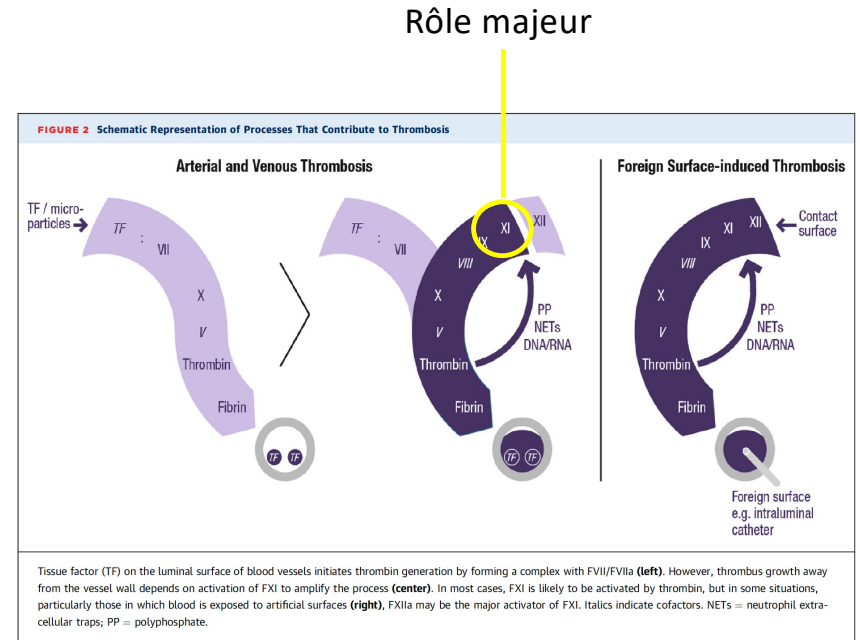 Rôle majeur
FIGURE 2 Schematic Representation of Processes That Contribute to Thrombosis
Arterial and Venous Thrombosis
TF / micro-
particles
TF
:
VII
X
V
Thrombin
Fibrin
TF TF
TF
:
VII
XI
XII
IX
VIII
X
V
Thrombin
Fibrin
PP
NETs
DNA/RNA
TF TF
Foreign Surface-induced Thrombosis
XII
XI
IX
VIII
X
V
Thrombin
Fibrin
Contact
surface
PP
NETs
DNA/RNA
Foreign surface
e.g. intraluminal
catheter
Tissue factor (TF) on the luminal surface of blood vessels initiates thrombin generation by forming a complex with FVII/FVIIa (left). However, thrombus growth away
from the vessel wall depends on activation of FXI to amplify the process (center). In most cases, FXI is likely to be activated by thrombin, but in some situations,
particularly those in which blood is exposed to artificial surfaces (right), FXIIa may be the major activator of FXI. Italics indicate cofactors. NETs = neutrophil extra-
cellular traps; PP = polyphosphate.